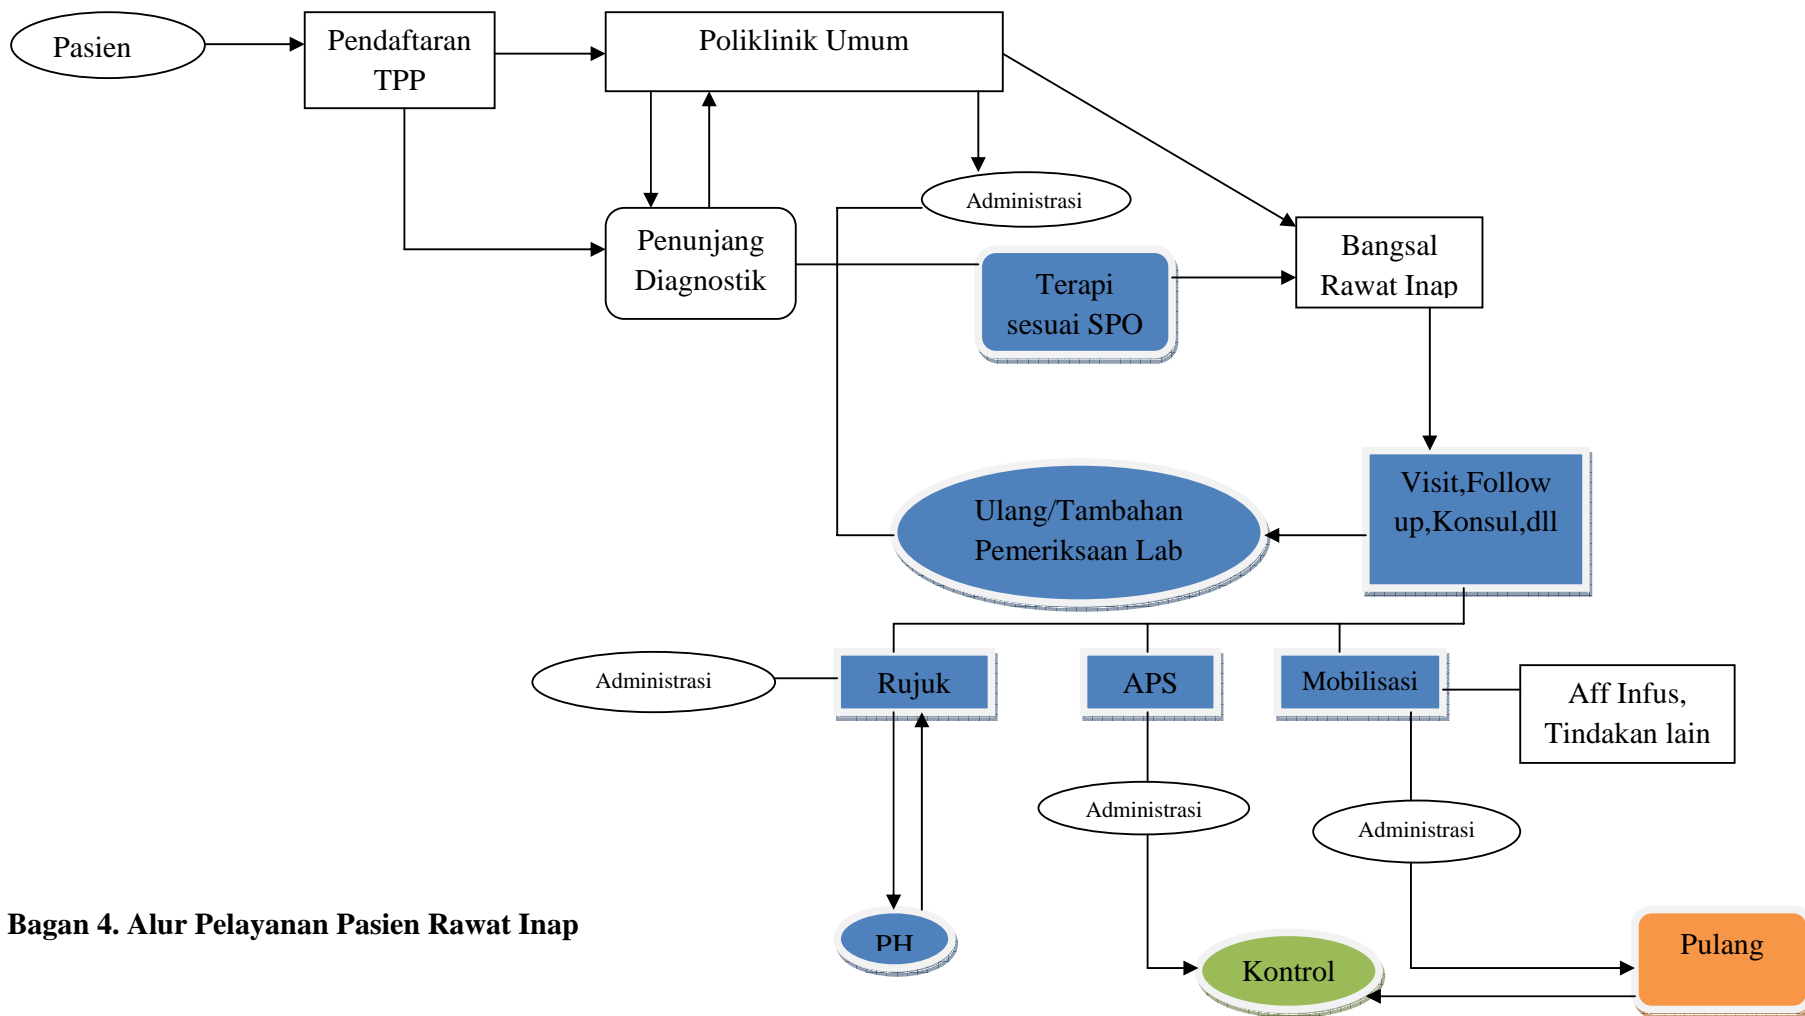 Pasien
Pendaftaran
TPP
Poliklinik Umum
Administrasi
Penunjang
Diagnostik
Terapi
sesuai SPO
Bangsal
Rawat Inap
Visit,Follow
up,Konsul,dll
Ulang/Tambahan
Pemeriksaan Lab
Administrasi
Rujuk
APS
Mobilisasi
Aff Infus,
Tindakan lain
Administrasi
Administrasi
Bagan 4. Alur Pelayanan Pasien Rawat Inap
PH
Kontrol
Pulang